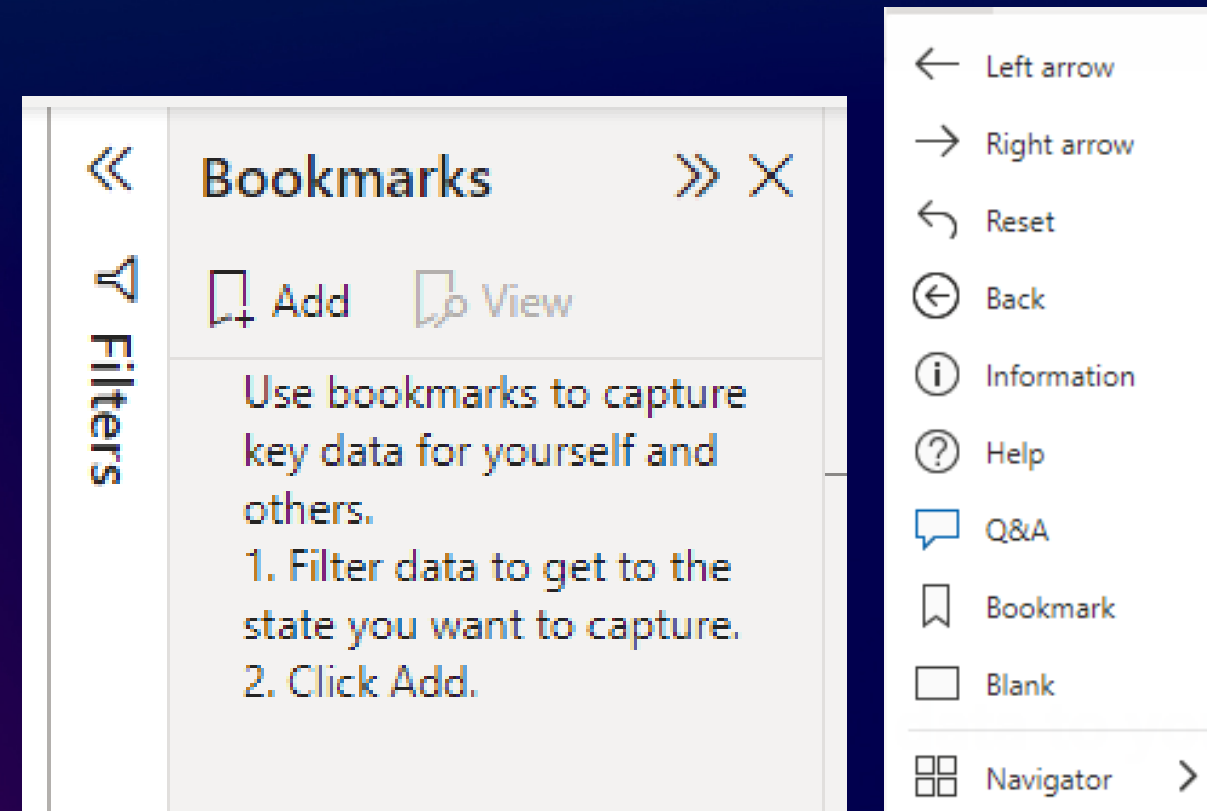 Filters
Bookmarks
Add View
Use bookmarks to capture
key data for yourself and
others.
1. Filter data to get to the
state you want to capture.
2. Click Add.
Left arrow
Right arrow
Reset
Back
Information
Help
Q&A
Bookmark
Blank
Navigator